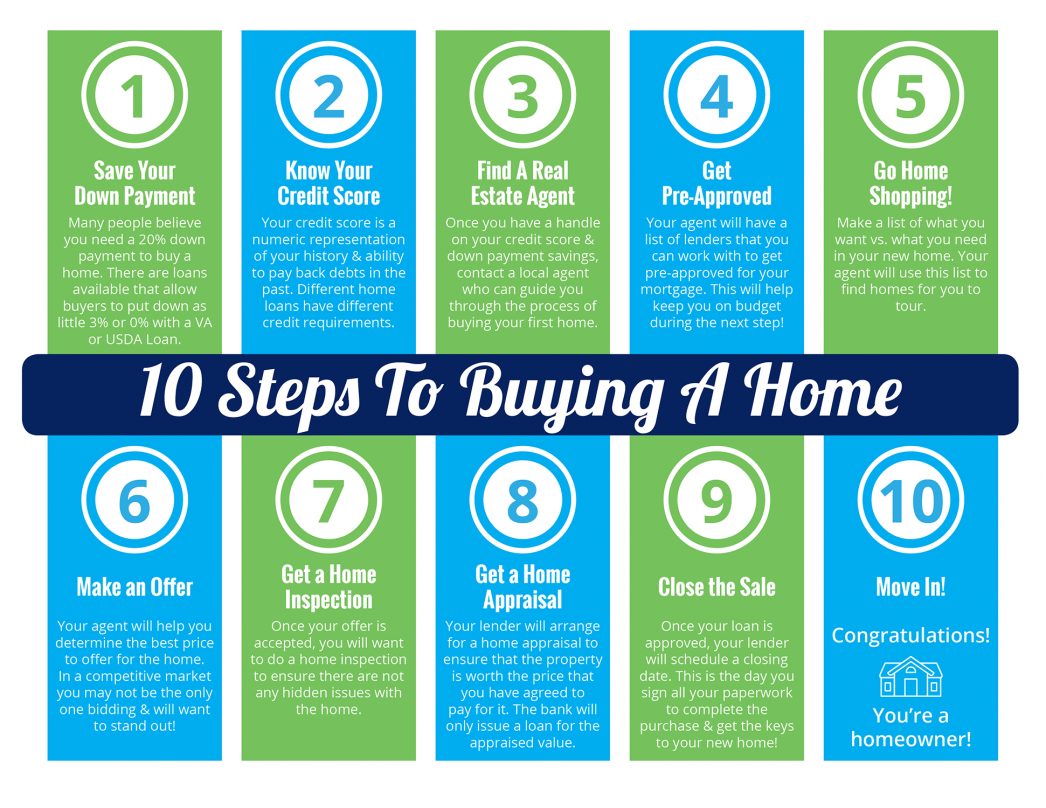 1
Save Your
Down Payment
Many people believe
you need a 20% down
payment to buy a
home. There are loans
available that allow
buyers to put down as
little 3% or 0% with a VA
or USDA Loan.
2
Know Your
Credit Score
Your credit score is a
numeric representation
of your history & ability
to pay back debts in the
past. Different home
loans have different
credit requirements.
3
Find A Real
Estate Agent
Once you have a handle
on your credit score &
down payment savings,
contact a local agent
who can guide you
through the process of
buying your first home.
4
Get
Pre-Approved
Your agent will have a
list of lenders that you
can work with to get
pre-approved for your
mortgage. This will help
keep you on budget
during the next step!
5
Go Home
Shopping!
Make a list of what you
want vs. what you need
in your new home. Your
agent will use this list to
find homes for you to
tour.
10 Steps To Buying A Home
6
Make an Offer
Your agent will help you
determine the best price
to offer for the home.
In a competitive market
you may not be the only
one bidding & will want
to stand out!
7
Get a Home
Inspection
Once your offer is
accepted, you will want
to do a home inspection
to ensure there are not
any hidden issues with
the home.
8
Get a Home
Appraisal
Your lender will arrange
for a home appraisal to
ensure that the property
is worth the price that
you have agreed to
pay for it. The bank will
only issue a loan for the
appraised value.
9
Close the Sale
Once your loan is
approved, your lender
will schedule a closing
date. This is the day you
sign all your paperwork
to complete the
purchase & get the keys
to your new home!
10
Move In!
Congratulations!
You're a
homeowner!